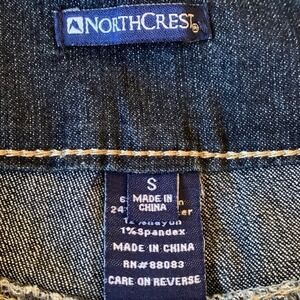 NORTHCREST
S
MADE IN
CHINA
1%Spandex
MADE IN CHINA
RN#88083
CARE ON REVERSE